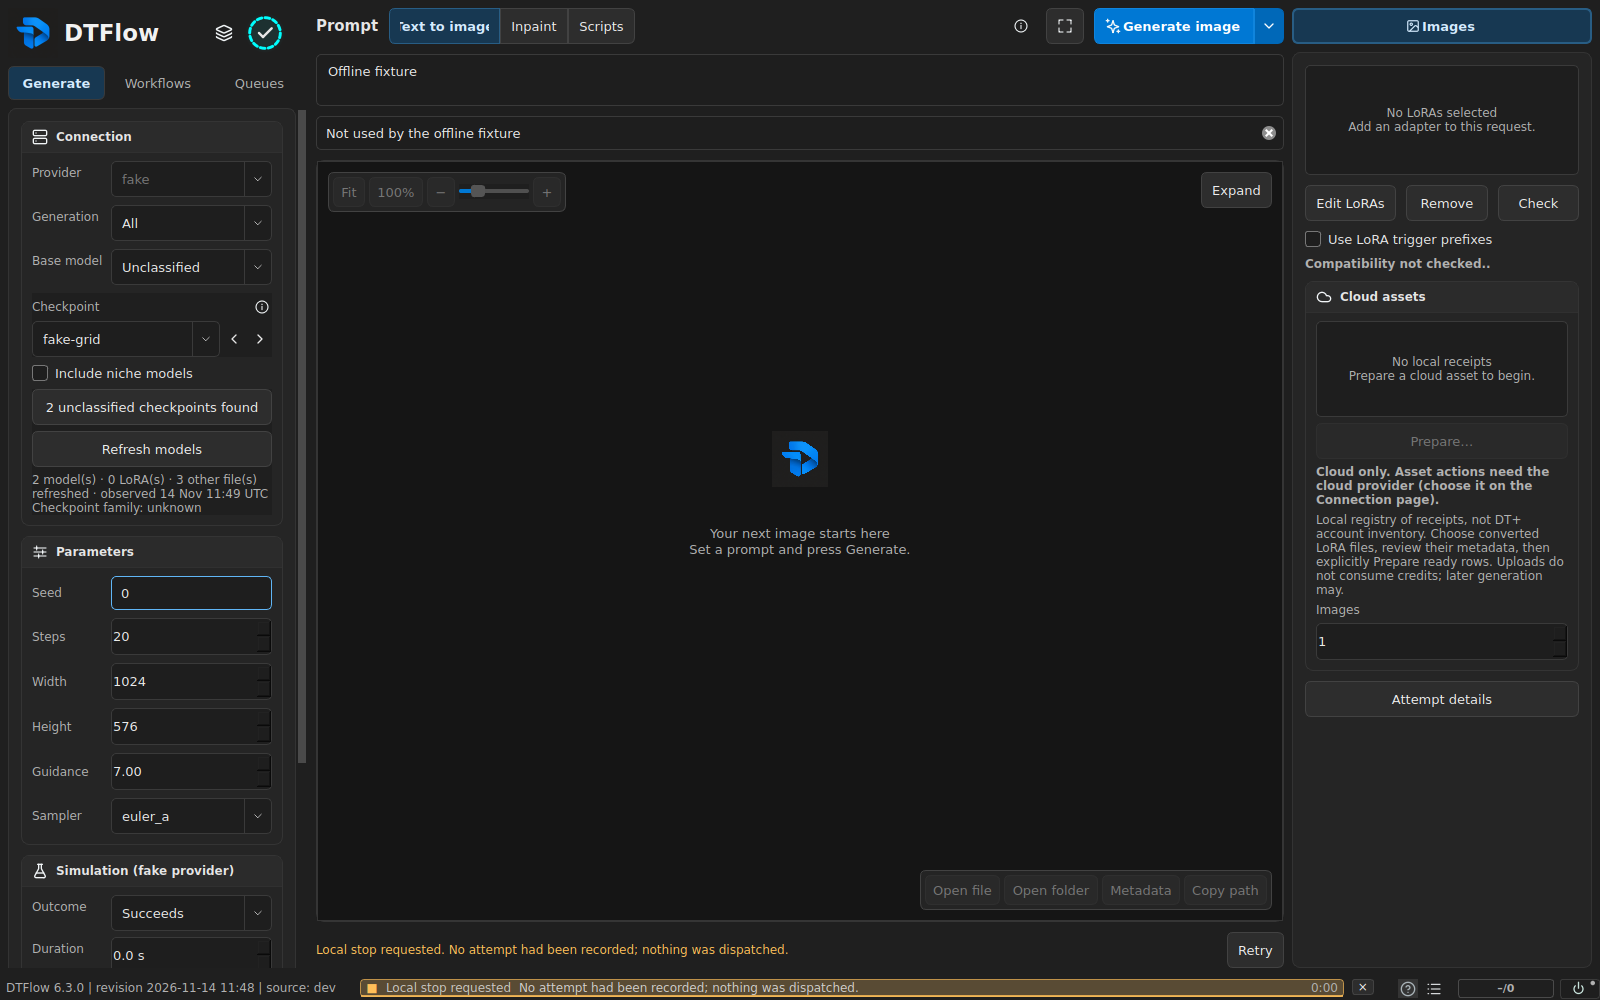 DTFlow
Generate
Workflows
Queues
Connection
Provider
fake
Generation
All
Base model
Unclassified
Checkpoint
fake-grid
Include niche models
2 unclassified checkpoints found
Refresh models
2 model(s) · 0 LoRA(s) · 3 other file(s)
refreshed · observed 14 Nov 11:49 UTC
Checkpoint family: unknown
Parameters
Seed
0
Steps
20
Width
1024
Height
576
Guidance
7.00
Sampler
euler_a
Simulation (fake provider)
Outcome
Succeeds
Duration
0.0 s
Prompt
Text to image
Inpaint
Scripts
Generate image
Offline fixture
Not used by the offline fixture
Fit
100%
−
+
Expand
Your next image starts here
Set a prompt and press Generate.
Open file
Open folder
Metadata
Copy path
Local stop requested. No attempt had been recorded; nothing was dispatched.
Retry
Images
No LoRAs selected
Add an adapter to this request.
Edit LoRAs
Remove
Check
Use LoRA trigger prefixes
Compatibility not checked..
Cloud assets
No local receipts
Prepare a cloud asset to begin.
Prepare...
Cloud only. Asset actions need the
cloud provider (choose it on the
Connection page).
Local registry of receipts, not DT+
account inventory. Choose converted
LoRA files, review their metadata, then
explicitly Prepare ready rows. Uploads do
not consume credits; later generation
may.
Images
1
Attempt details
DTFlow 6.3.0 | revision 2026-11-14 11:48 | source: dev
Local stop requested No attempt had been recorded; nothing was dispatched.
0:00
-/0